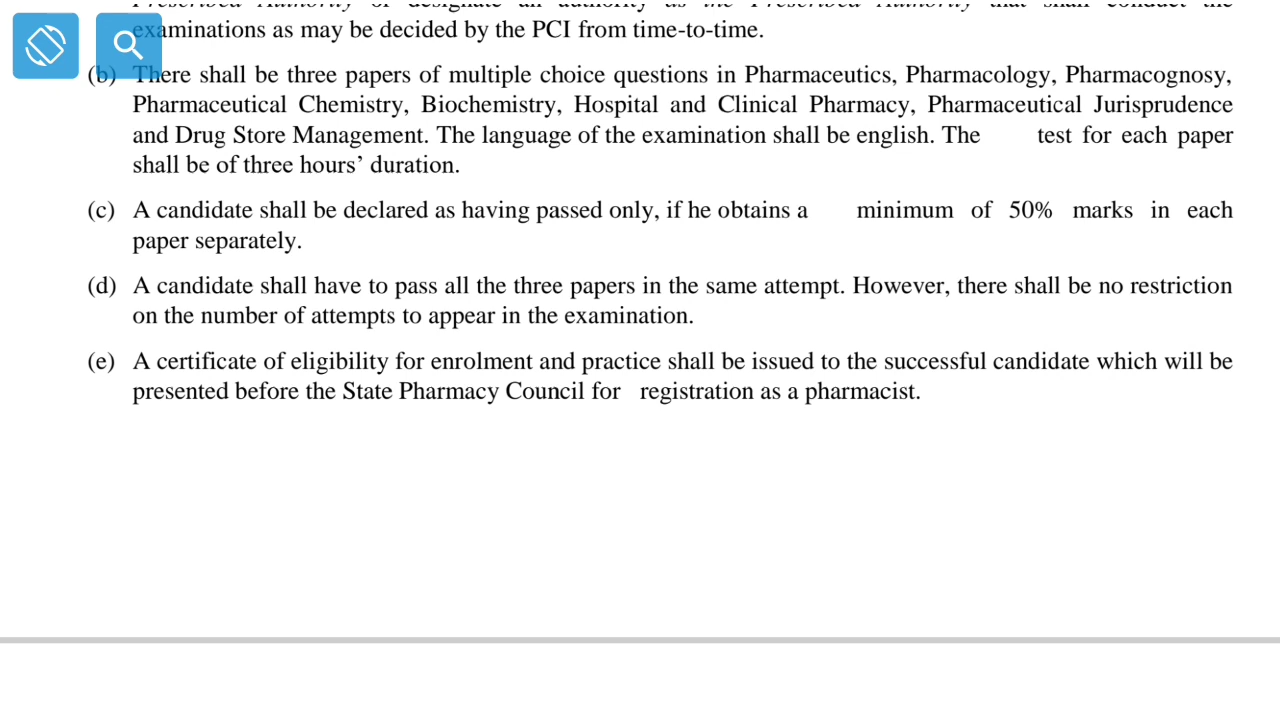 examinations as may be decided by the PCI from time-to-time.
(b) There shall be three papers of multiple choice questions in Pharmaceutics, Pharmacology, Pharmacognosy,
Pharmaceutical Chemistry, Biochemistry, Hospital and Clinical Pharmacy, Pharmaceutical Jurisprudence
and Drug Store Management. The language of the examination shall be english. The test for each paper
shall be of three hours’ duration.
(c) A candidate shall be declared as having passed only, if he obtains a minimum of 50% marks in each
paper separately.
(d) A candidate shall have to pass all the three papers in the same attempt. However, there shall be no restriction
on the number of attempts to appear in the examination.
(e) A certificate of eligibility for enrolment and practice shall be issued to the successful candidate which will be
presented before the State Pharmacy Council for registration as a pharmacist.